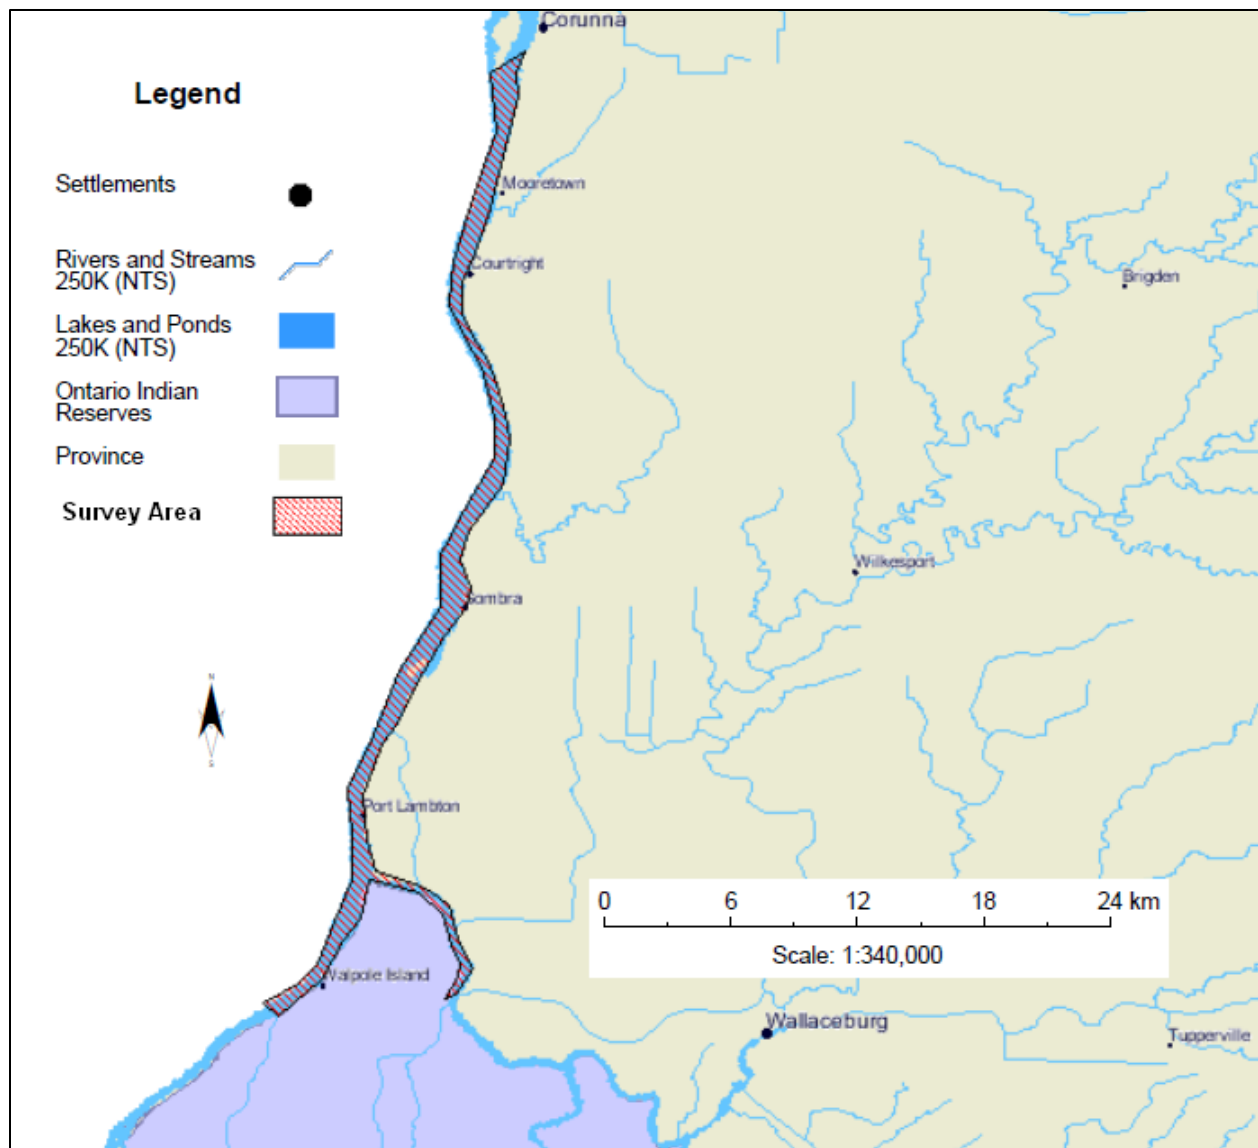 Corunna
Legend
Settlements
Mooretown
Rivers and Streams
250K (NTS)
Courtright
Brigden
Lakes and Ponds
250K (NTS)
Ontario Indian
Reserves
Province
Survey Area
Wilkesport
Sombra
N
S
Port Lambton
0 6 12 18 24 km
Scale: 1:340,000
Walpole Island
Wallaceburg
Tupperville